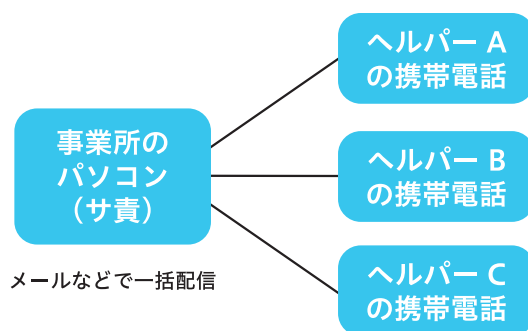 事業所の
パソコン
（サ責）
メールなどで一括配信
ヘルパー A
の携帯電話
ヘルパー B
の携帯電話
ヘルパー C
の携帯電話